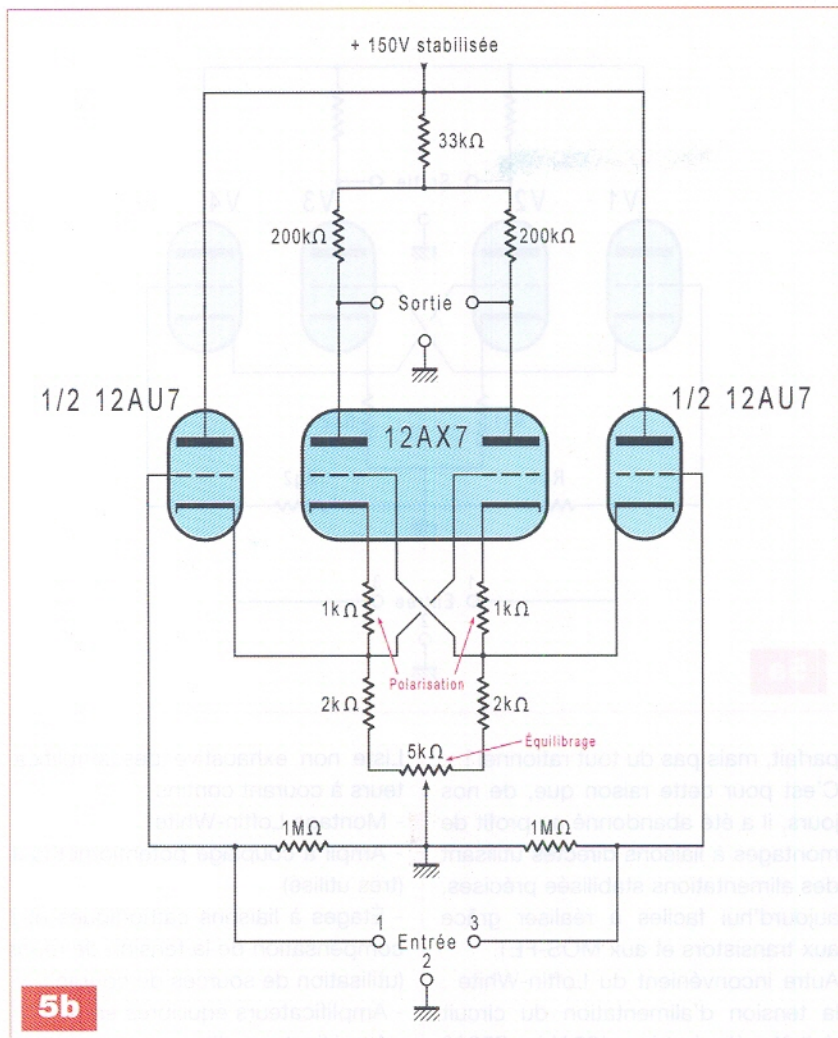 + 150V stabilisée
33kΩ
200kΩ 200kΩ
Sortie
1/2 12AU7 1/2 12AU7
12AX7
1kΩ 1kΩ
Polarisation
2kΩ 2kΩ
5kΩ Équilibrage
1MΩ 1MΩ
1 Entrée 3
2
5b